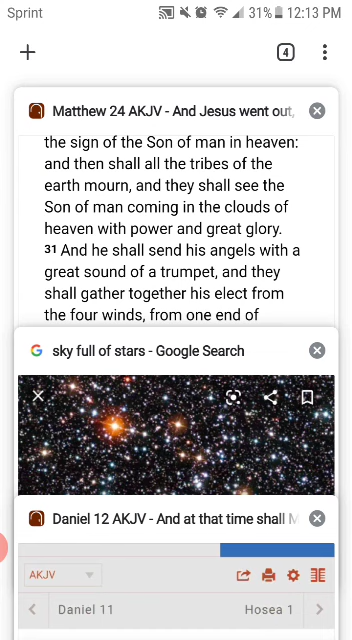 Sprint 31% 12:13 PM
4
Matthew 24 AKJV - And Jesus went out,
the sign of the Son of man in heaven:
and then shall all the tribes of the
earth mourn, and they shall see the
Son of man coming in the clouds of
heaven with power and great glory.
31 And he shall send his angels with a
great sound of a trumpet, and they
shall gather together his elect from
the four winds, from one end of
G sky full of stars - Google Search
Daniel 12 AKJV - And at that time shall M
AKJV
Daniel 11 Hosea 1